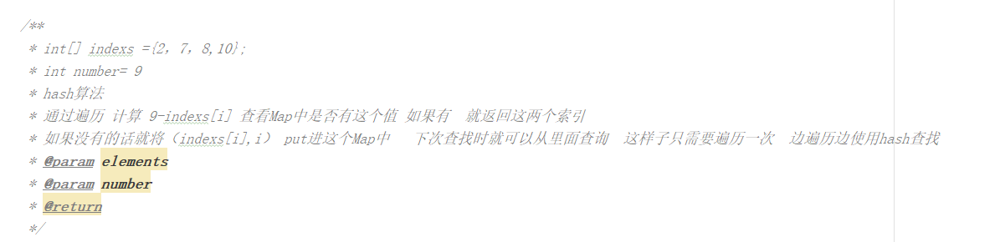 /**
* int[] indexs ={2, 7, 8,10};
* int number= 9
* hash算法
* 通过遍历 计算 9-indexs[i] 查看Map中是否有这个值 如果有 就返回这两个索引
* 如果没有的话就将（indexs[i],i） put进这个Map中 下次查找时就可以从里面查询 这样子只需要遍历一次 边遍历边使用hash查找
* @param elements
* @param number
* @return
*/